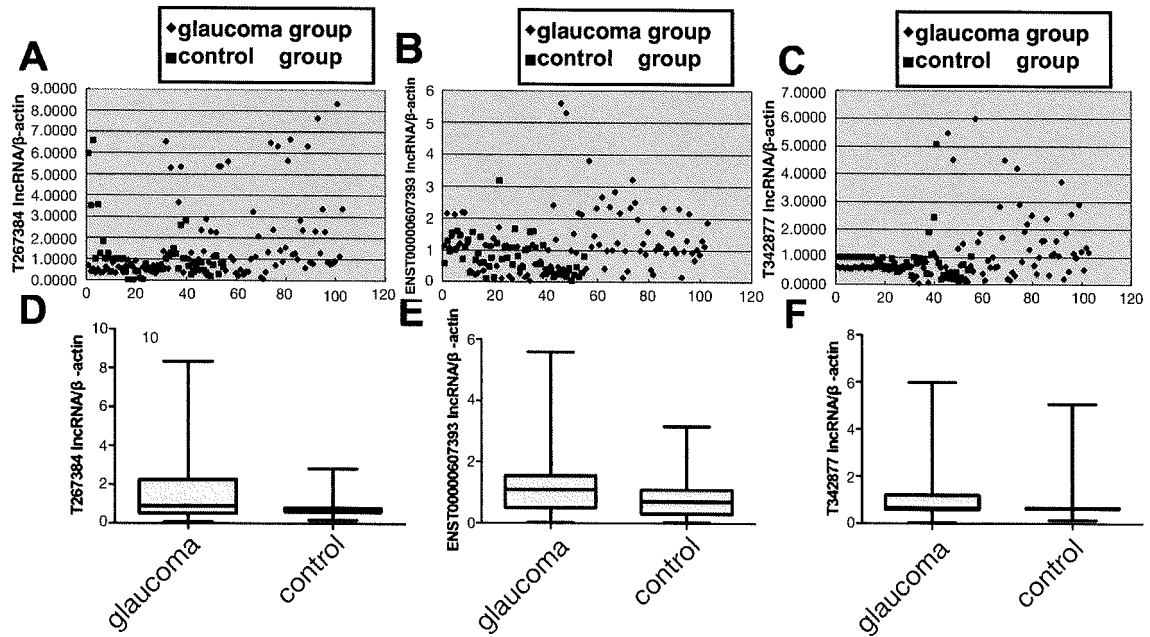 A
glaucoma group
control group
T267384 lncRNA/β-actin
9.0000
8.0000
7.0000
6.0000
5.0000
4.0000
3.0000
2.0000
1.0000
0.0000
0 20 40 60 80 100 120
B
glaucoma group
control group
ENST00000607393 lncRNA/β-actin
6
5
4
3
2
1
0
0 20 40 60 80 100 120
C
glaucoma group
control group
T342877 lncRNA/β-actin
7.0000
6.0000
5.0000
4.0000
3.0000
2.0000
1.0000
0.0000
0 20 40 60 80 100 120
D
T267384 lncRNA/β -actin
10
8
6
4
2
0
10
glaucoma
control
E
ENST00000607393 lncRNA/β -actin
6
4
2
0
glaucoma
control
F
T342877 lncRNA/β -actin
8
6
4
2
0
glaucoma
control